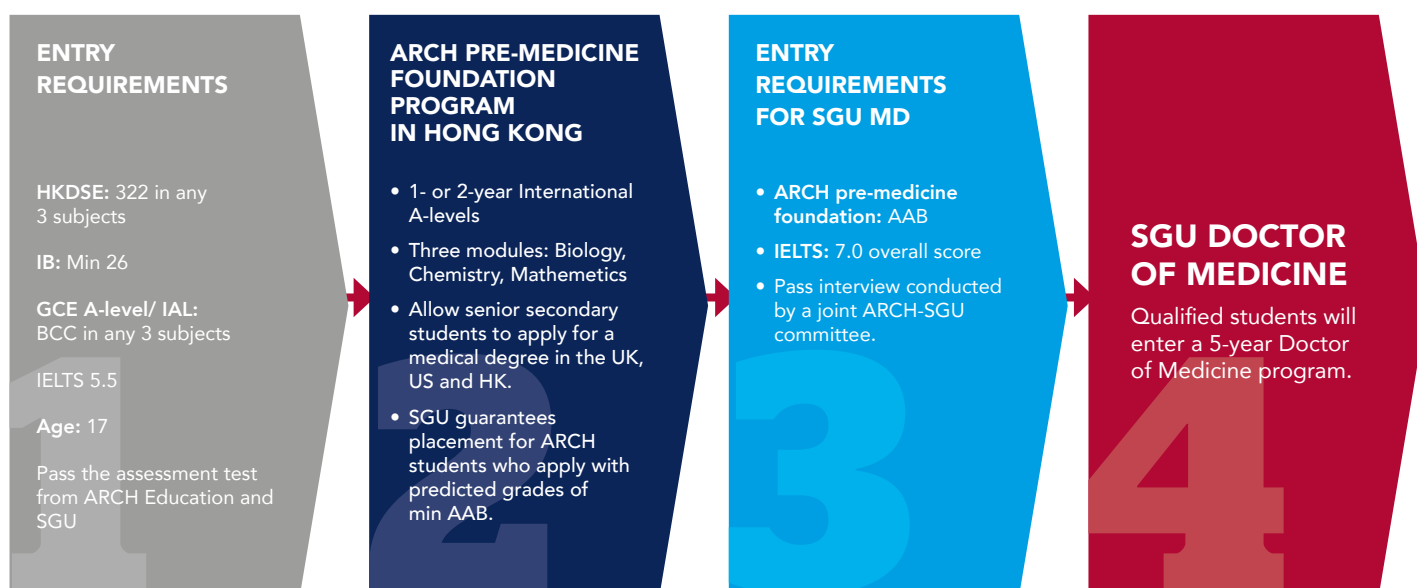 ENTRY
REQUIREMENTS
HKDSE: 322 in any
3 subjects
IB: Min 26
GCE A-level/ IAL:
BCC in any 3 subjects
IELTS 5.5
Age: 17
Pass the assessment test
from ARCH Education and
SGU
1
ARCH PRE-MEDICINE
FOUNDATION
PROGRAM
IN HONG KONG
• 1- or 2-year International
A-levels
• Three modules: Biology,
Chemistry, Mathemetics
• Allow senior secondary
students to apply for a
medical degree in the UK,
US and HK.
• SGU guarantees
placement for ARCH
students who apply with
predicted grades of
min AAB.
2
ENTRY
REQUIREMENTS
FOR SGU MD
• ARCH pre-medicine
foundation: AAB
• IELTS: 7.0 overall score
• Pass interview conducted
by a joint ARCH-SGU
committee.
3
SGU DOCTOR
OF MEDICINE
Qualified students will
enter a 5-year Doctor
of Medicine program.
4